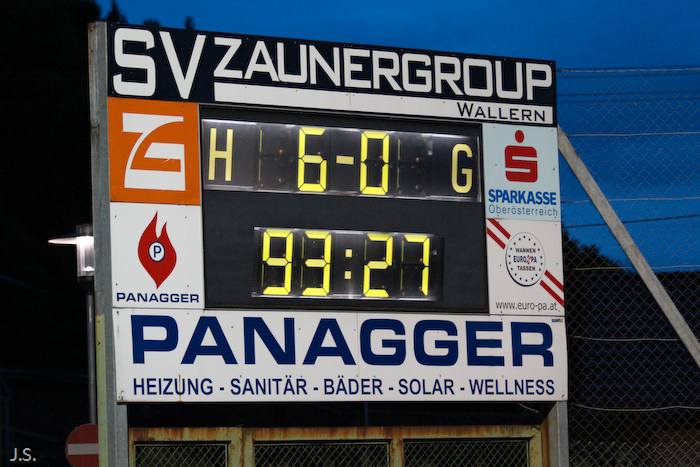 SV ZAUNERGROUP
WALLERN
H 6-0 G
93:27
P
PANAGGER
S
SPARKASSE
Oberösterreich
WANNEN
EUROPA
TASSEN
www.euro-pa.at
PANAGGER
HEIZUNG - SANITÄR - BÄDER - SOLAR - WELLNESS
J.S.